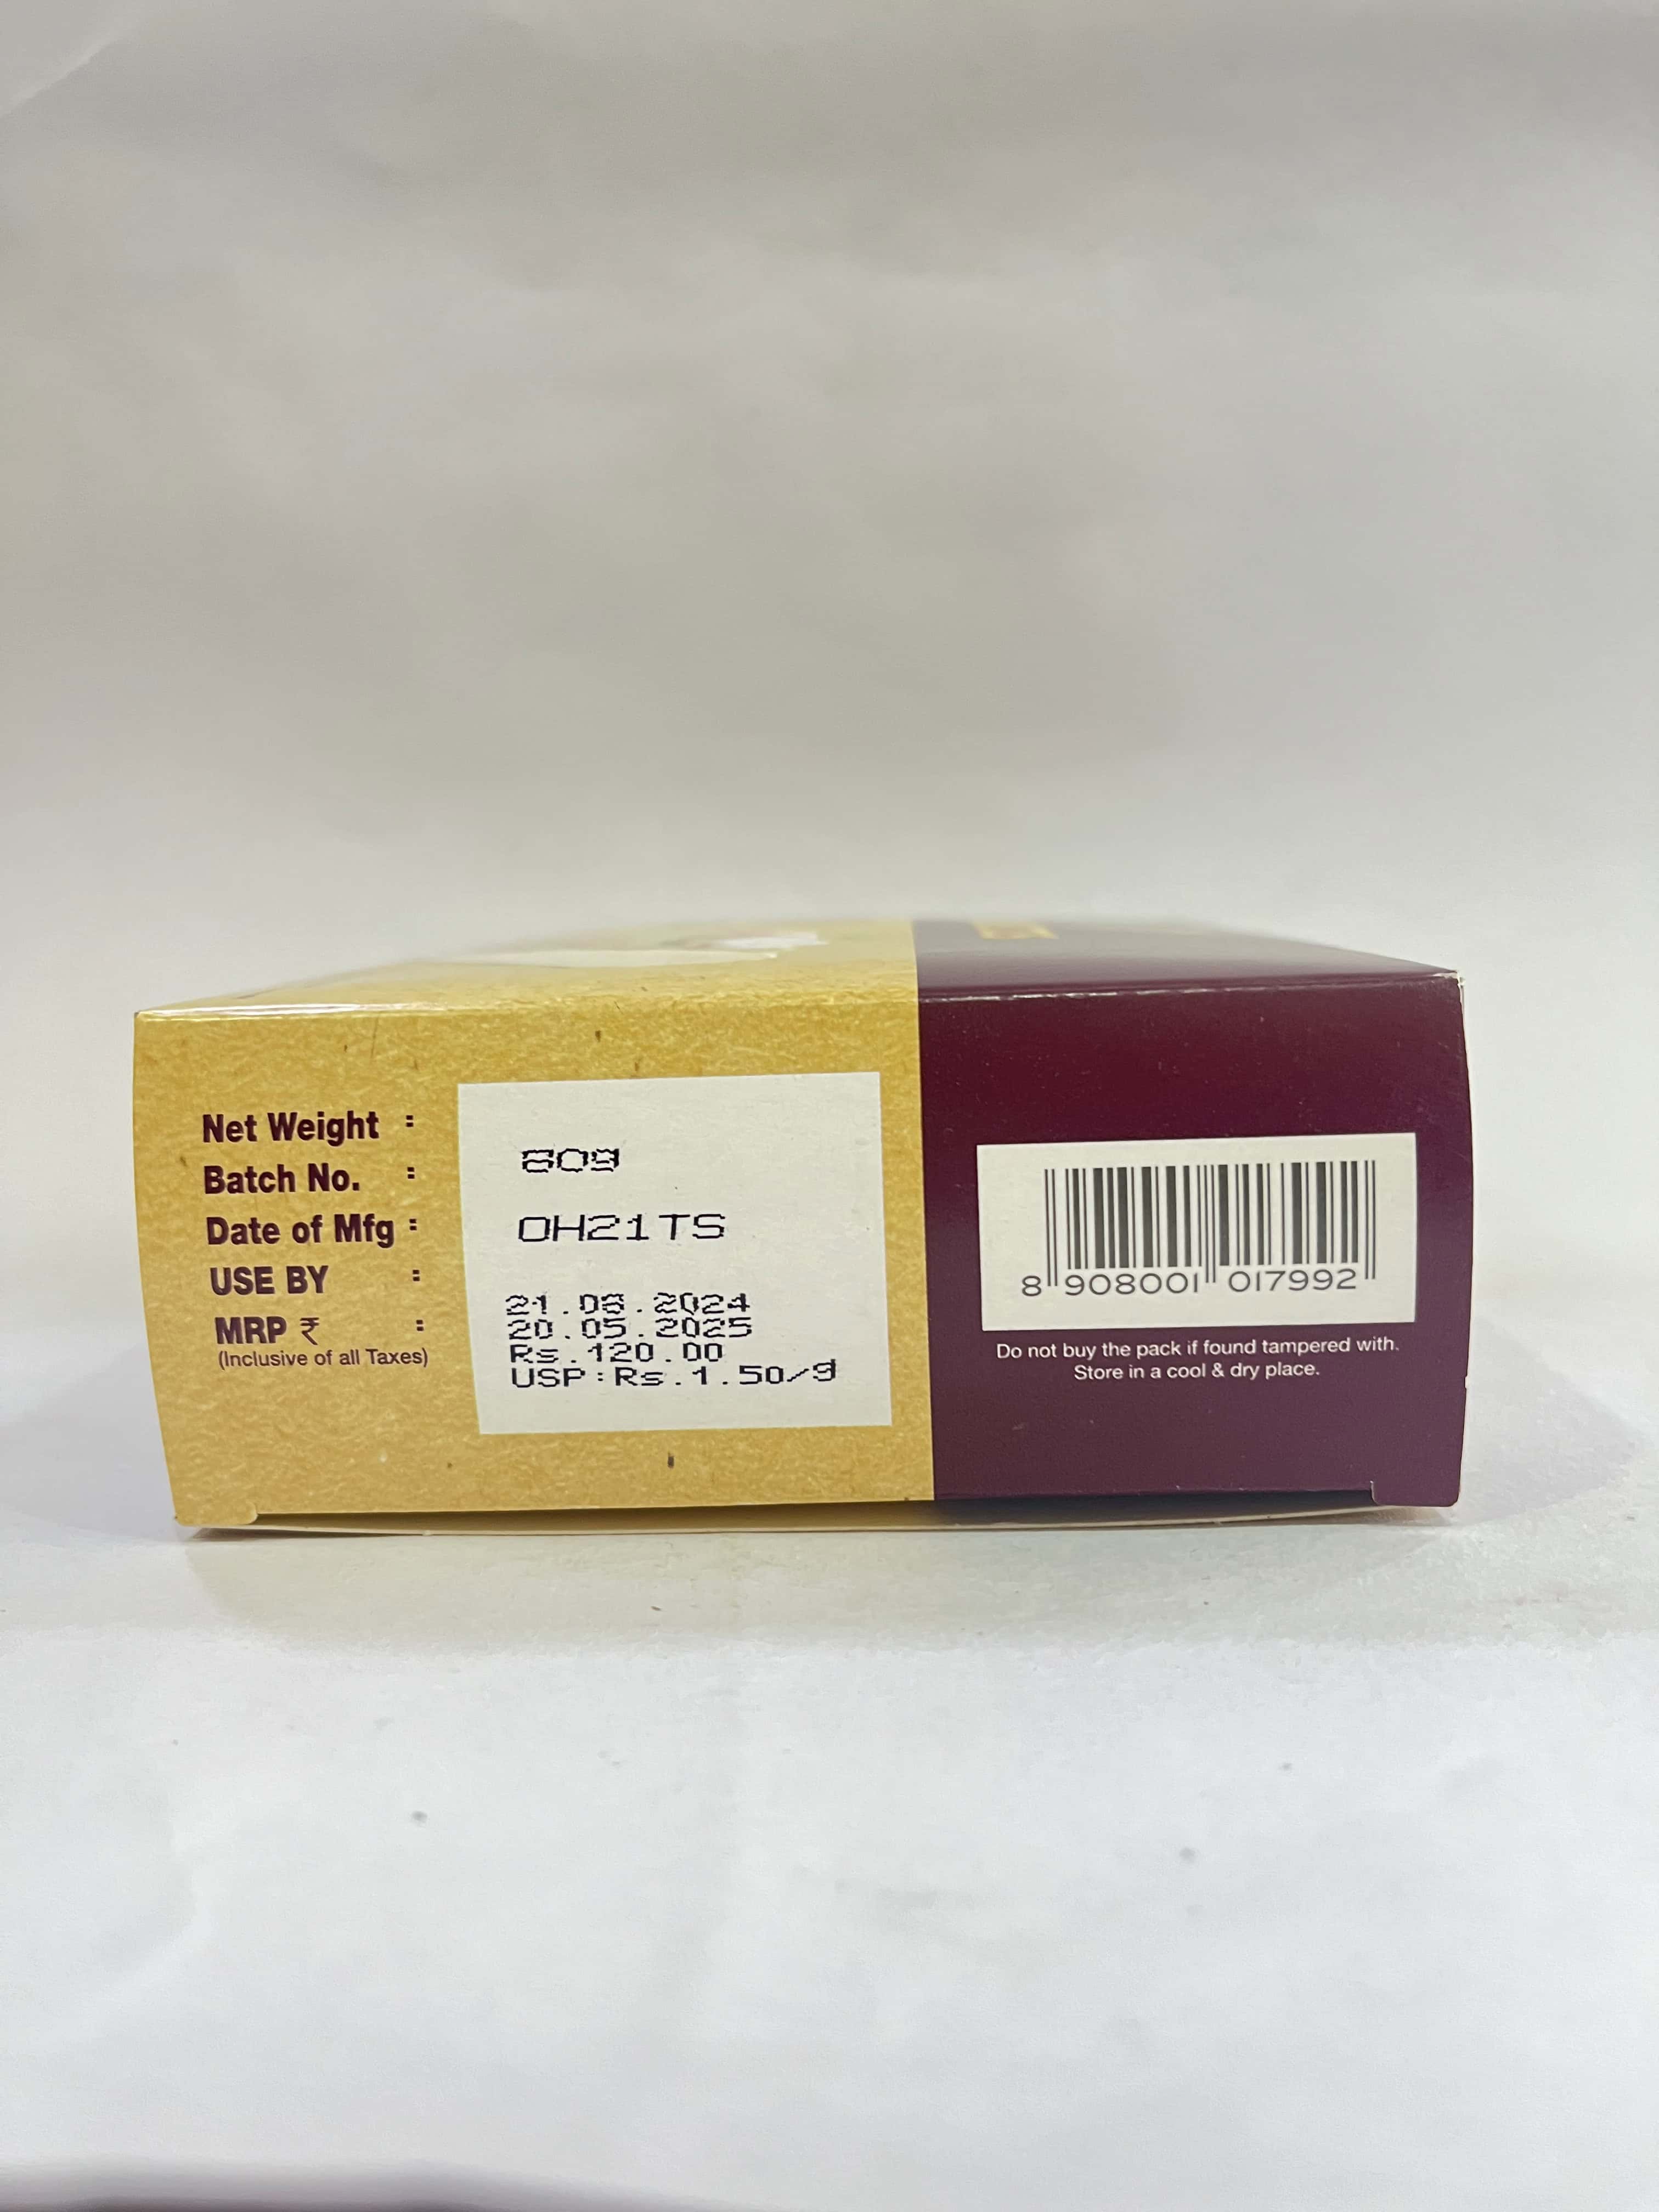 Net Weight :
Batch No. :
Date of Mfg :
USE BY :
MRP ₹ :
(Inclusive of all Taxes)
80g
OH21TS
21.08.2024
20.05.2025
Rs.120.00
USP:Rs.1.50/g
8 908001 017992
Do not buy the pack if found tampered with.
Store in a cool & dry place.